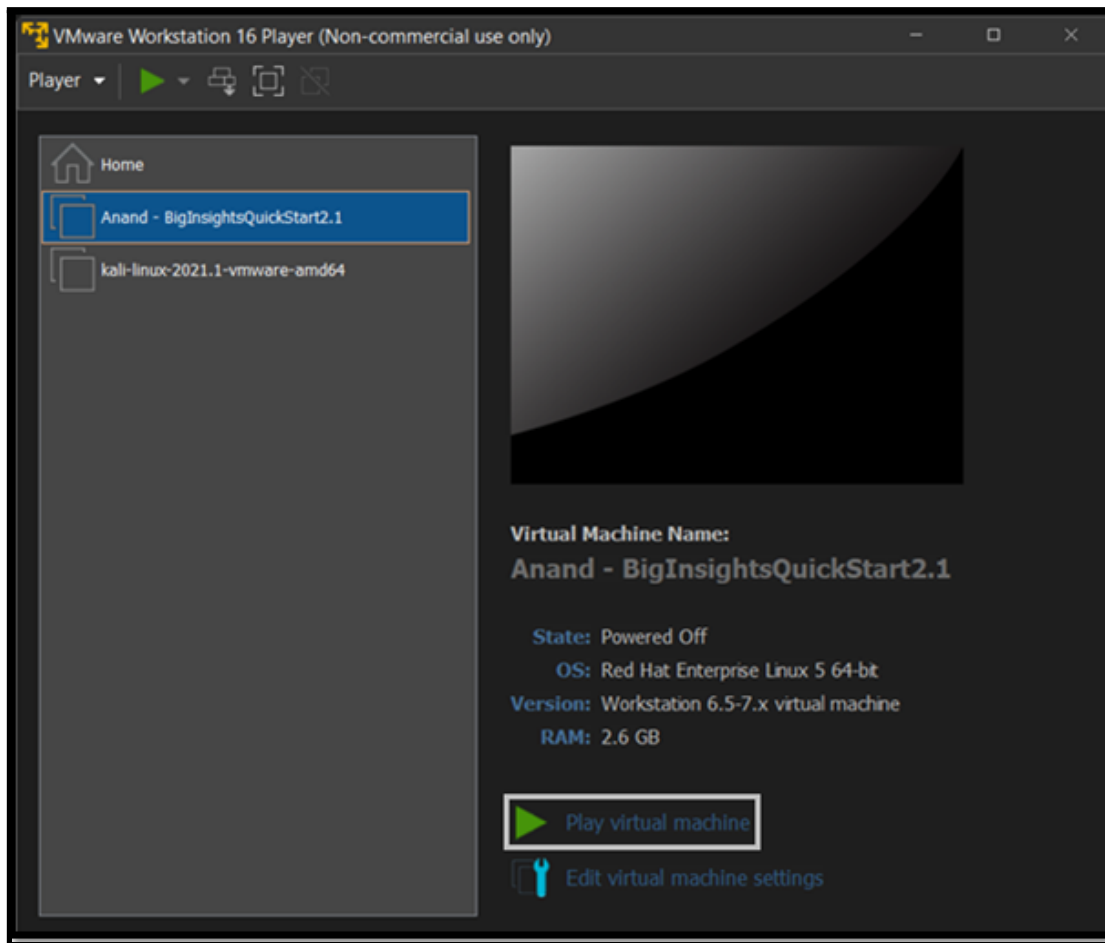 VMware Workstation 16 Player (Non-commercial use only)
Player
Home
Anand - BigInsightsQuickStart2.1
kali-linux-2021.1-vmware-amd64
Virtual Machine Name:
Anand - BigInsightsQuickStart2.1
State: Powered Off
OS: Red Hat Enterprise Linux 5 64-bit
Version: Workstation 6.5-7.x virtual machine
RAM: 2.6 GB
Play virtual machine
Edit virtual machine settings